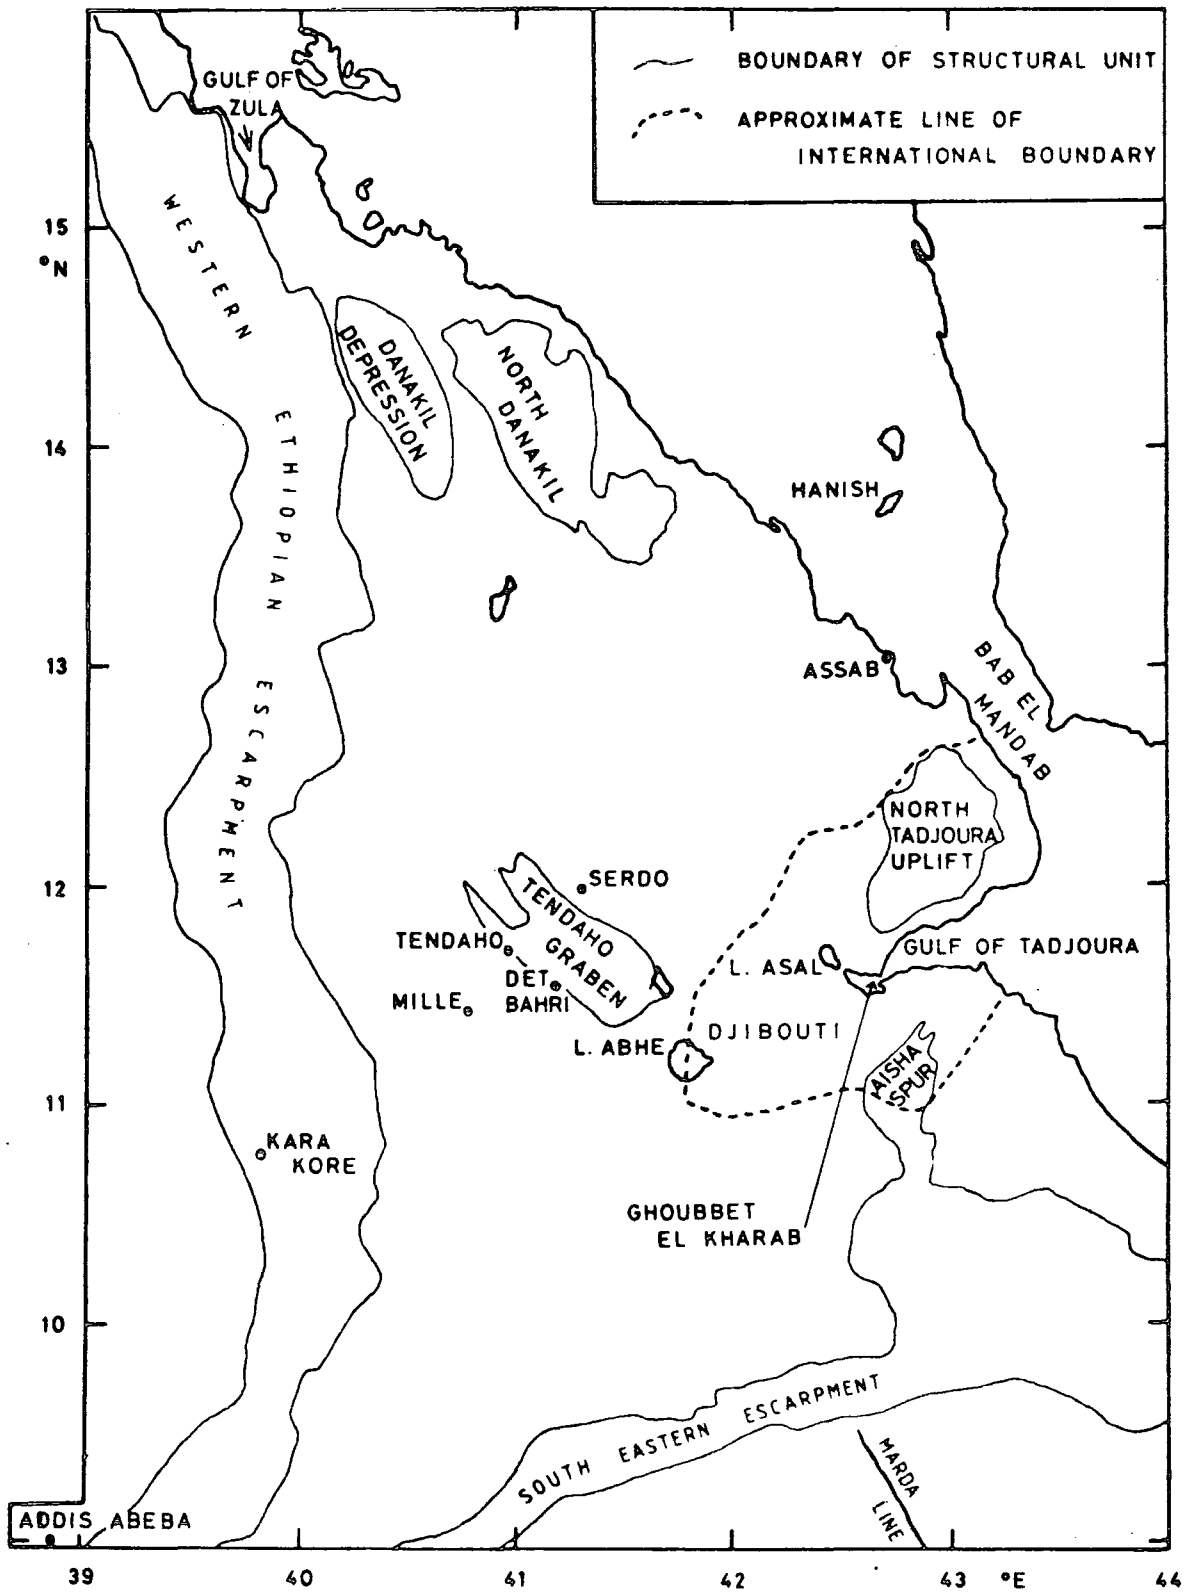 GULF OF
ZULA
BOUNDARY OF STRUCTURAL UNIT
APPROXIMATE LINE OF
INTERNATIONAL BOUNDARY
15
°N
WESTERN
ETHIOPIAN
ESCARPMENT
DANAKIL
DEPRESSION
NORTH
DANAKIL
14
HANISH
13
ASSAB
BAB EL
MANDAB
NORTH
TADJOURA
UPLIFT
12
SERDO
TENDAHO
GRABEN
TENDAHO
GULF OF TADJOURA
L. ASAL
DET
BAHRI
MILLE
DJIBOUTI
L. ABHE
AISHA
SPUR
11
KARA
KORE
GHOUBBET
EL KHARAB
10
SOUTH EASTERN ESCARPMENT
MARDA
LINE
ADDIS ABEBA
39
40
41
42
43
°E
44